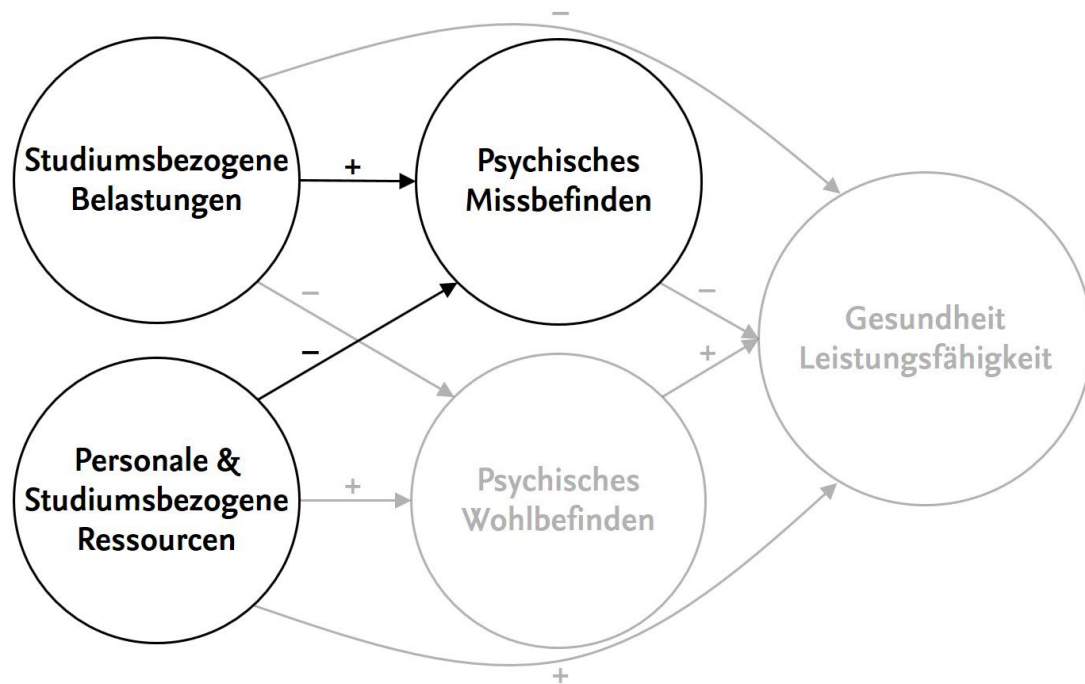 −
Studiumsbezogene
Belastungen
+
Psychisches
Missbefinden
−
−
−
+
Gesundheit
Leistungsfähigkeit
Personale &
Studiumsbezogene
Ressourcen
+
Psychisches
Wohlbefinden
+